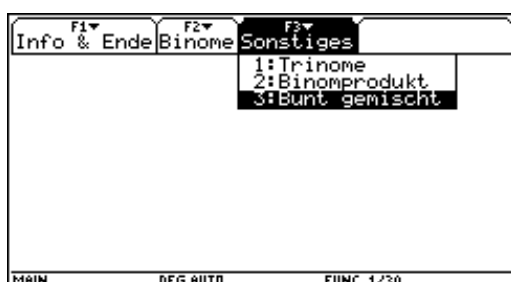 F1▼ F2▼ F3▼
Info & Ende Binome Sonstiges
1:Trinome
2:Binomprodukt
3:Bunt gemischt
MAIN DEG AUTO FUNC 1/30